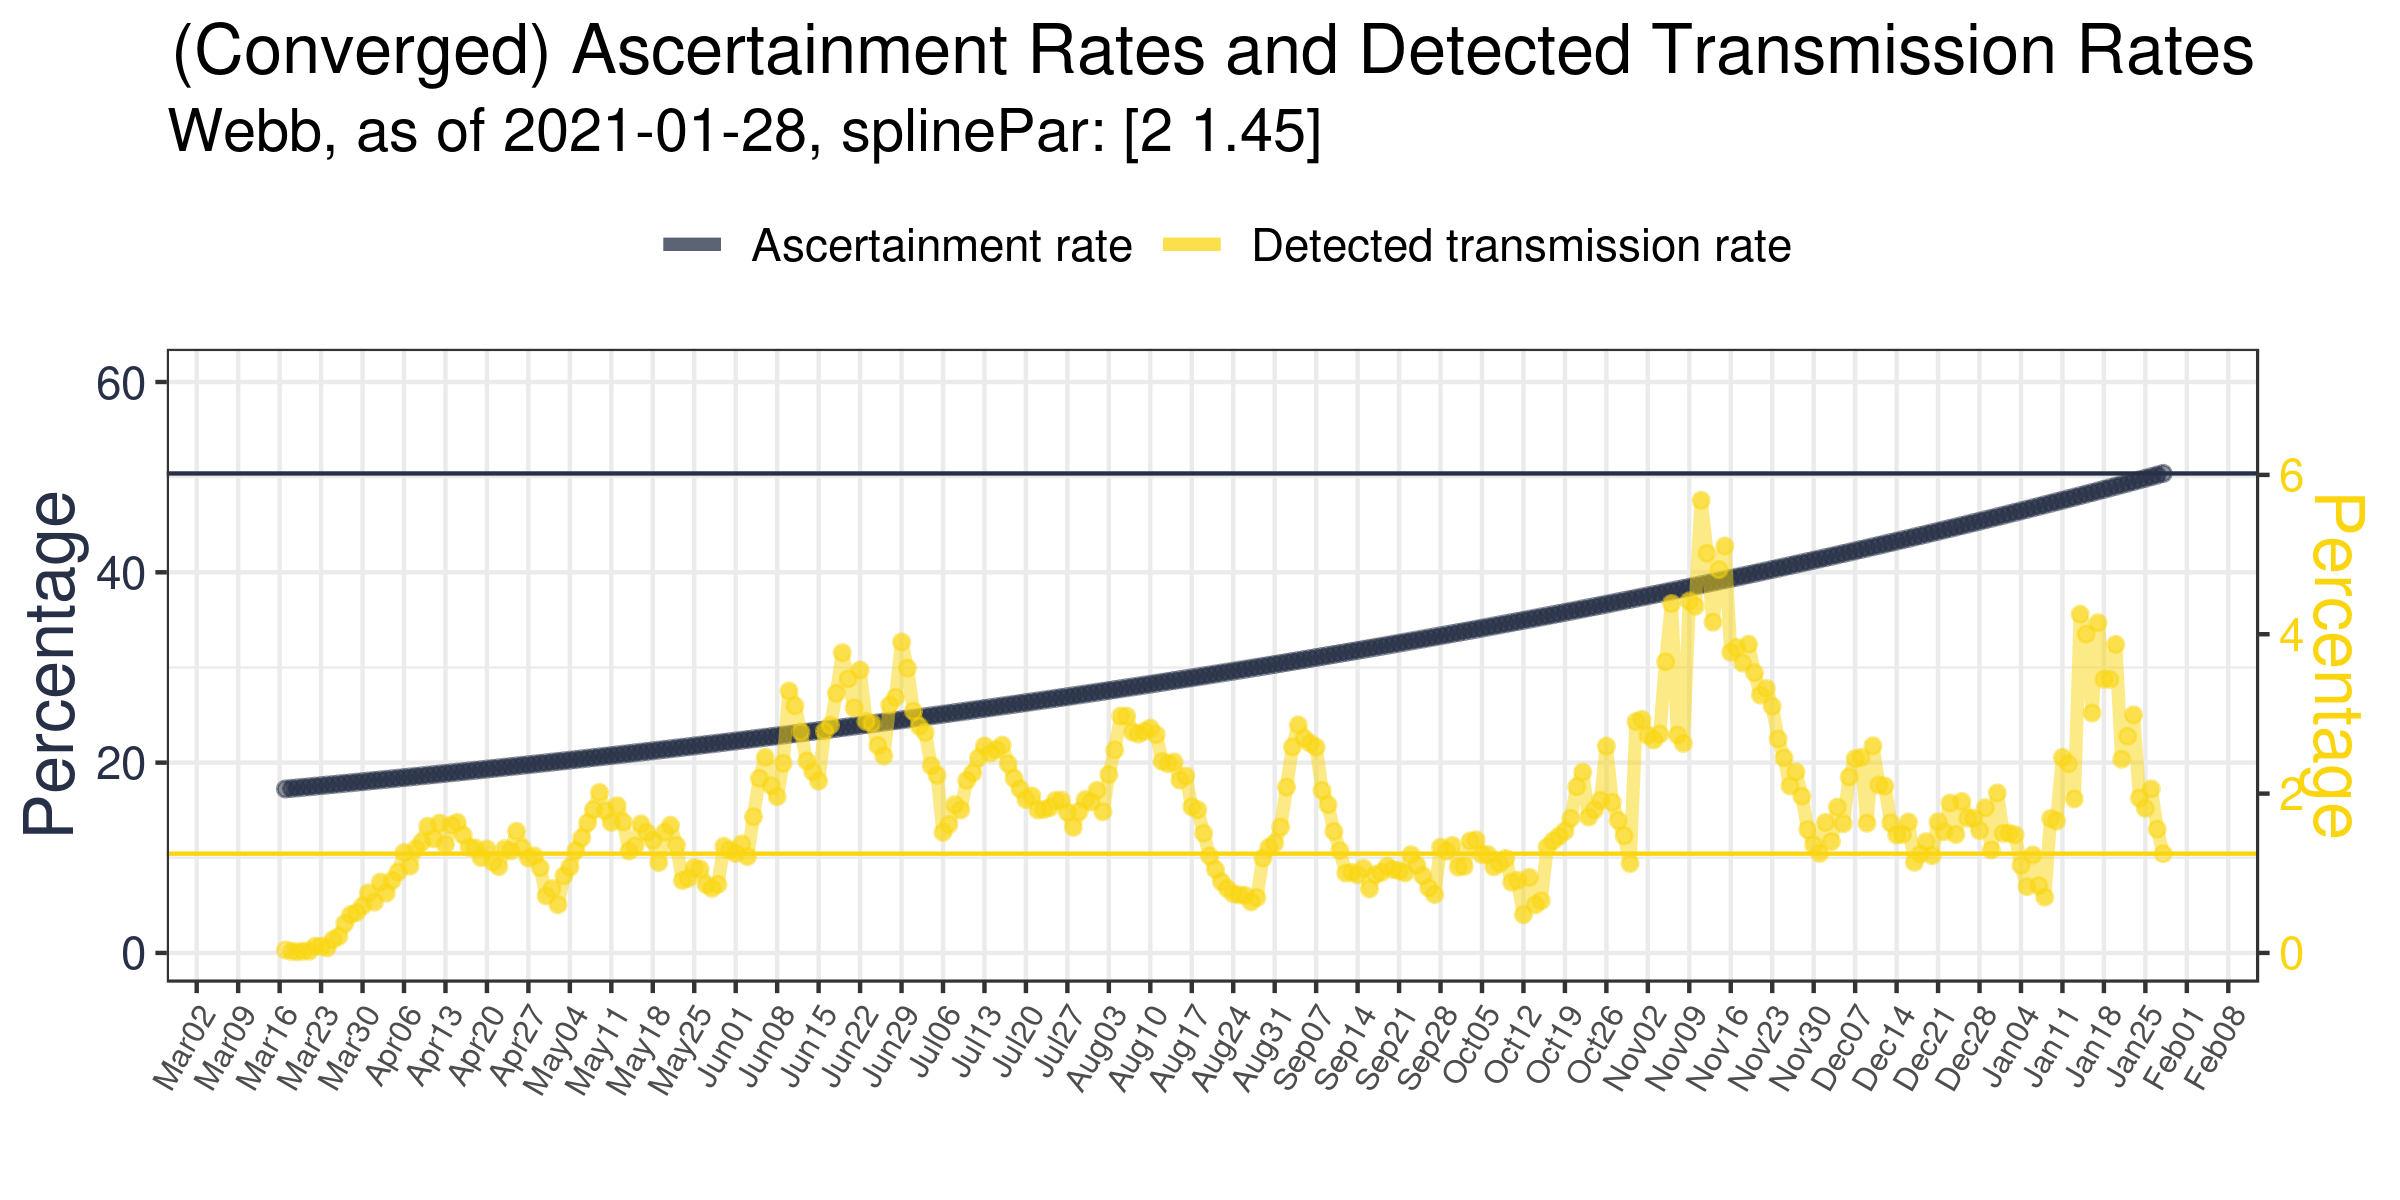 (Converged) Ascertainment Rates and Detected Transmission Rates
Webb, as of 2021-01-28, splinePar: [2 1.45]
Ascertainment rate Detected transmission rate
Percentage
60
40
20
0
6
4
2
0
Percentage
Mar02 Mar09 Mar16 Mar23 Mar30 Apr06 Apr13 Apr20 Apr27 May04 May11 May18 May25 Jun01 Jun08 Jun15 Jun22 Jun29 Jul06 Jul13 Jul20 Jul27 Aug03 Aug10 Aug17 Aug24 Aug31 Sep07 Sep14 Sep21 Sep28 Oct05 Oct12 Oct19 Oct26 Nov02 Nov09 Nov16 Nov23 Nov30 Dec07 Dec14 Dec21 Dec28 Jan04 Jan11 Jan18 Jan25 Feb01 Feb08